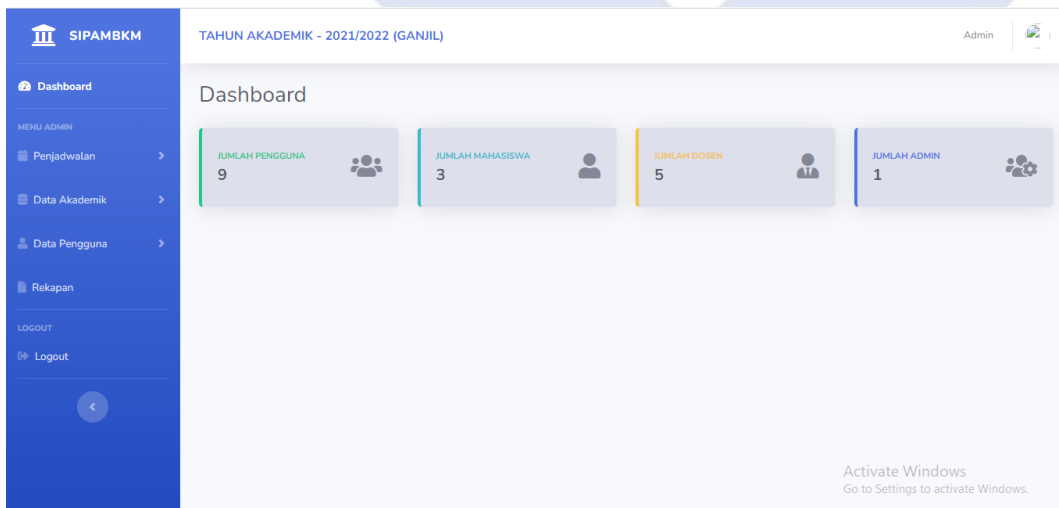 SIPAMBKM
TAHUN AKADEMIK - 2021/2022 (GANJIL)
Admin
Dashboard
Dashboard
MENU ADMIN
Penjadwalan
Data Akademik
Data Pengguna
Rekapan
LOGOUT
Logout
JUMLAH PENGGUNA
9
JUMLAH MAHASISWA
3
JUMLAH DOSEN
5
JUMLAH ADMIN
1
Activate Windows
Go to Settings to activate Windows.